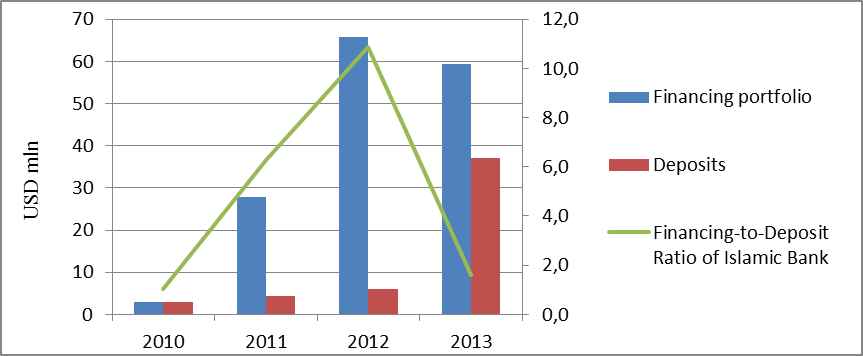 70
60
50
40
30
20
10
0
USD mln
12,0
10,0
8,0
6,0
4,0
2,0
0,0
2010 2011 2012 2013
Financing portfolio
Deposits
Financing-to-Deposit
Ratio of Islamic Bank